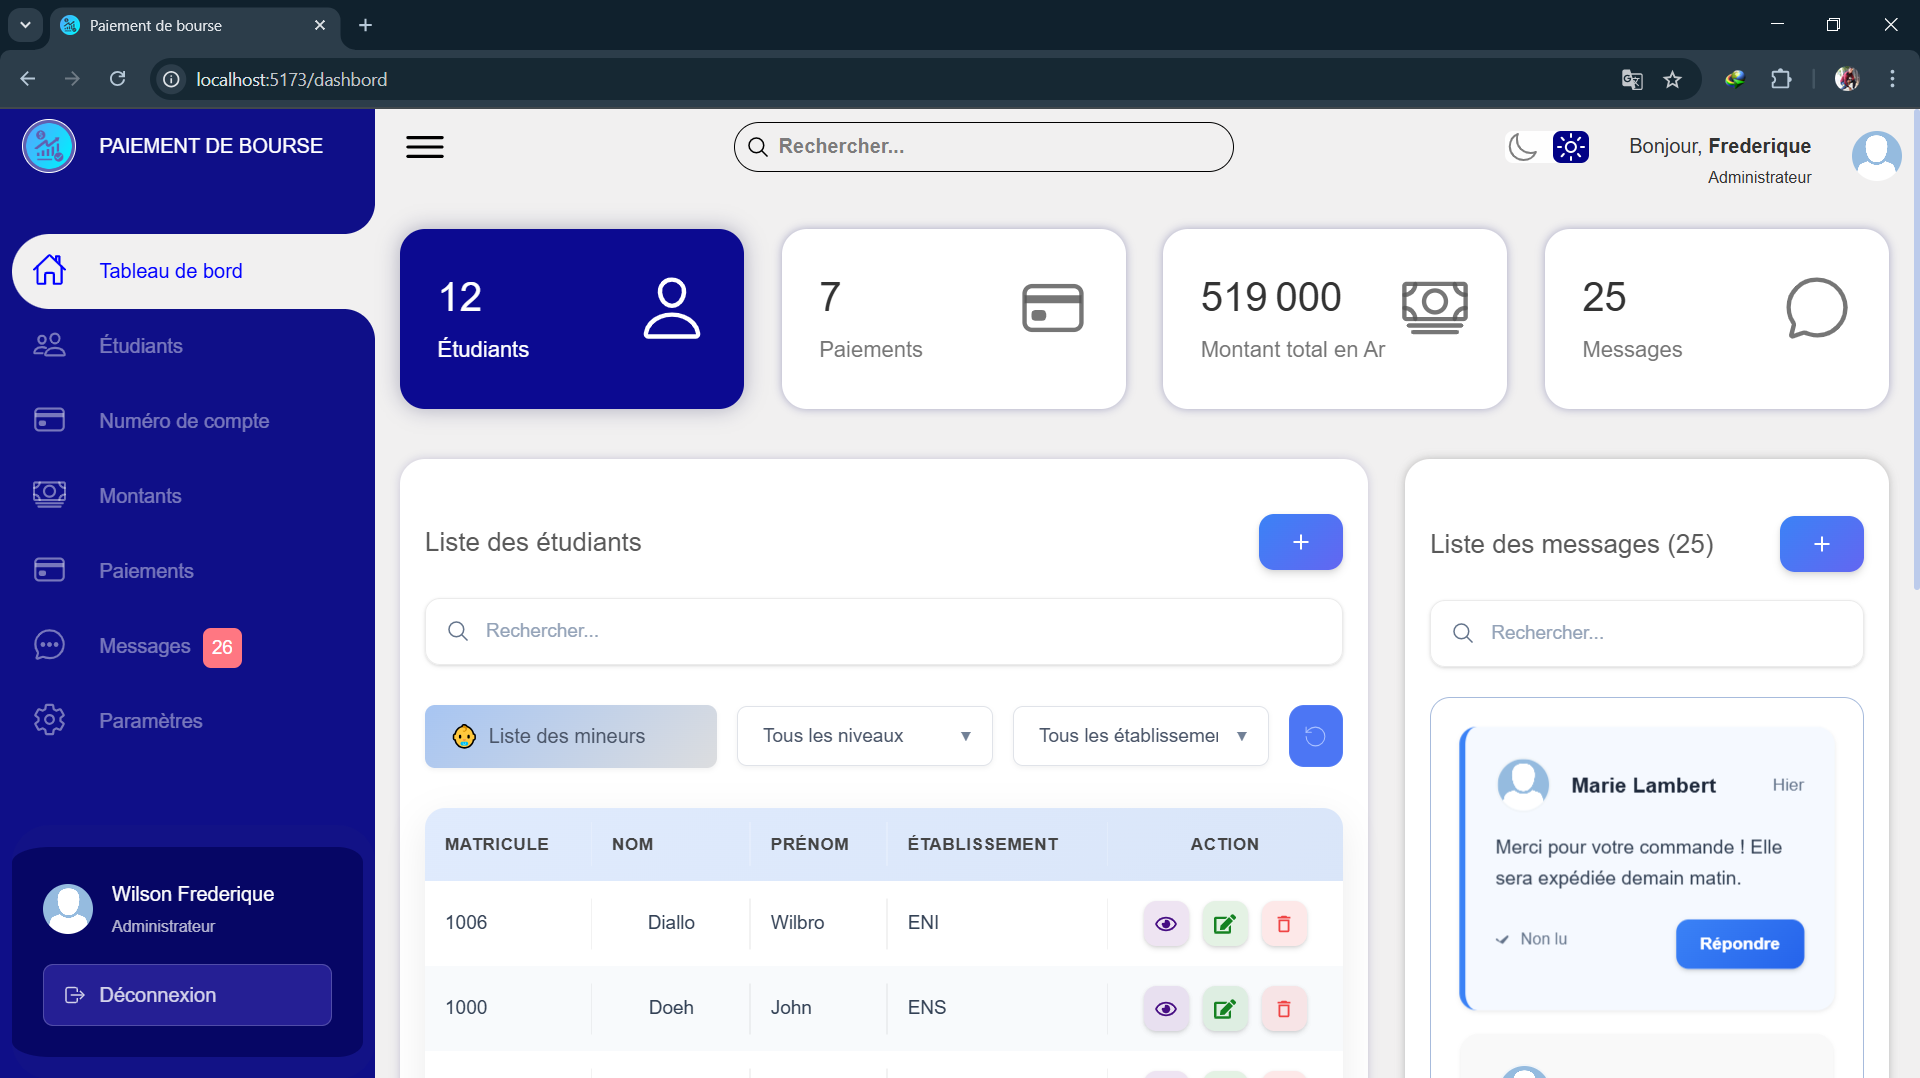 Paiement de bourse
localhost:5173/dashbord
PAIEMENT DE BOURSE
Tableau de bord
Étudiants
Numéro de compte
Montants
Paiements
Messages 26
Paramètres
Wilson Frederique
Administrateur
Déconnexion
Rechercher...
Bonjour, Frederique
Administrateur
12
Étudiants
7
Paiements
519 000
Montant total en Ar
25
Messages
Liste des étudiants
+
Rechercher...
Liste des mineurs
Tous les niveaux
Tous les établissemen
MATRICULE NOM PRÉNOM ÉTABLISSEMENT ACTION
1006 Diallo Wilbro ENI
1000 Doeh John ENS
Liste des messages (25)
+
Rechercher...
Marie Lambert Hier
Merci pour votre commande ! Elle
sera expédiée demain matin.
Non lu
Répondre